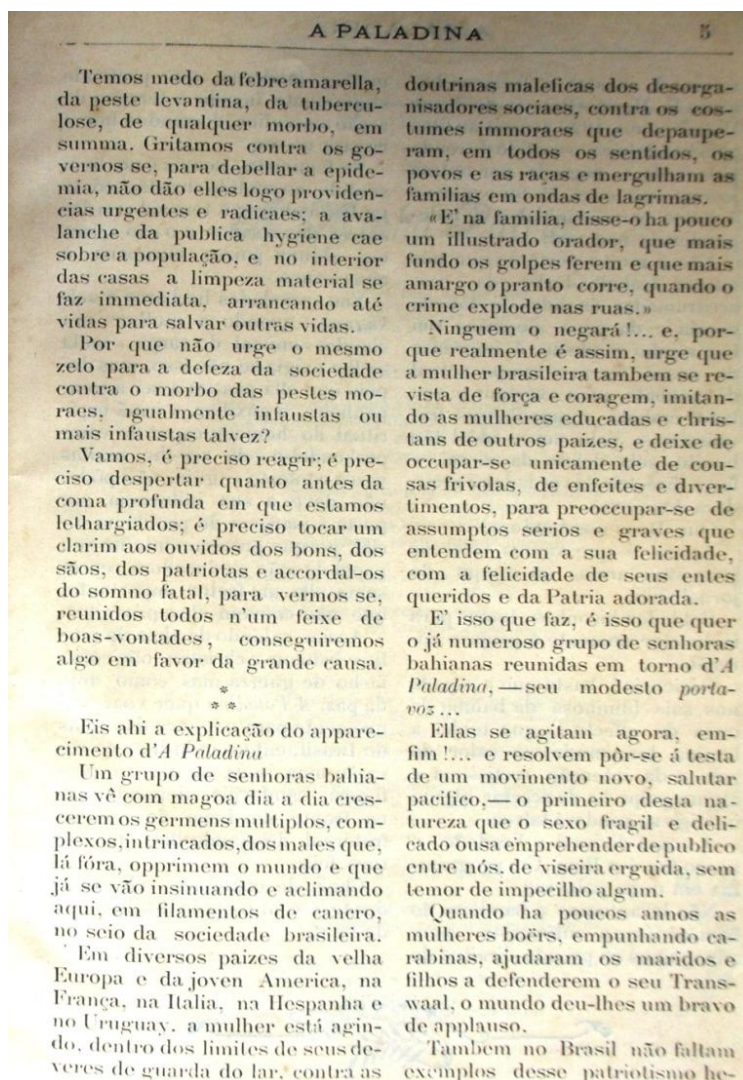 A PALADINA 5
Temos medo da febre amarella,
da peste levantina, da tubercu-
lose, de qualquer morbo, em
summa. Gritamos contra os go-
vernos se, para debellar a epide-
mia, não dão elles logo providen-
cias urgentes e radicaes; a ava-
lanche da publica hygiene cae
sobre a população, e no interior
das casas a limpeza material se
faz immediata, arrancando até
vidas para salvar outras vidas.
Por que não urge o mesmo
zelo para a defeza da sociedade
contra o morbo das pestes mo-
raes, igualmente infaustas ou
mais infaustas talvez?
Vamos, é preciso reagir; é pre-
ciso despertar quanto antes da
coma profunda em que estamos
lethargiados; é preciso tocar um
clarim aos ouvidos dos bons, dos
sãos, dos patriotas e accordal-os
do somno fatal, para vermos se,
reunidos todos n'um feixe de
boas-vontades, conseguiremos
algo em favor da grande causa.
*
* *
Eis ahi a explicação do appare-
cimento d'A Paladina
Um grupo de senhoras bahia-
nas vê com magoa dia a dia cres-
cerem os germens multiplos, com-
plexos, intrincados, dos males que,
lá fóra, opprimem o mundo e que
já se vão insinuando e aclimando
aqui, em filamentos de cancro,
no seio da sociedade brasileira.
Em diversos paizes da velha
Europa e da joven America, na
França, na Italia, na Hespanha e
no Uruguay, a mulher está agin-
do, dentro dos limites de seus de-
veres de guarda do lar, contra as
doutrinas maleficas dos desorga-
nisadores sociaes, contra os cos-
tumes immoraes que depaupe-
ram, em todos os sentidos, os
povos e as raças e mergulham as
familias em ondas de lagrimas.
«E' na familia, disse-o ha pouco
um illustrado orador, que mais
fundo os golpes ferem e que mais
amargo o pranto corre, quando o
crime explode nas ruas.»
Ninguem o negará!... e, por-
que realmente é assim, urge que
a mulher brasileira tambem se re-
vista de força e coragem, imitan-
do as mulheres educadas e chris-
tans de outros paizes, e deixe de
occupar-se unicamente de cou-
sas frivolas, de enfeites e diver-
timentos, para preoccupar-se de
assumptos serios e graves que
entendem com a sua felicidade,
com a felicidade de seus entes
queridos e da Patria adorada.
E' isso que faz, é isso que quer
o já numeroso grupo de senhoras
bahianas reunidas em torno d'A
Paladina, — seu modesto porta-
voz...
Ellas se agitam agora, em-
fim!... e resolvem pôr-se á testa
de um movimento novo, salutar
pacifico,— o primeiro desta na-
tureza que o sexo fragil e deli-
cado ousa emprehender de publico
entre nós, de viseira erguida, sem
temor de impecilho algum.
Quando ha poucos annos as
mulheres boërs, empunhando ca-
rabinas, ajudaram os maridos e
filhos a defenderem o seu Trans-
waal, o mundo deu-lhes um bravo
de applauso.
Tambem no Brasil não faltam
exemplos desse patriotismo he-